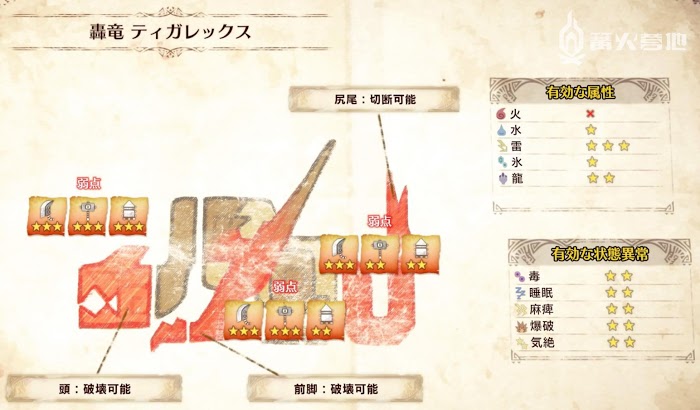 轟竜 ティガレックス
篝火营地
尻尾：切断可能
有効な属性
火
水
雷
氷
龍
弱点
弱点
弱点
有効な状態異常
毒
睡眠
麻痺
爆破
気絶
頭：破壊可能
前脚：破壊可能